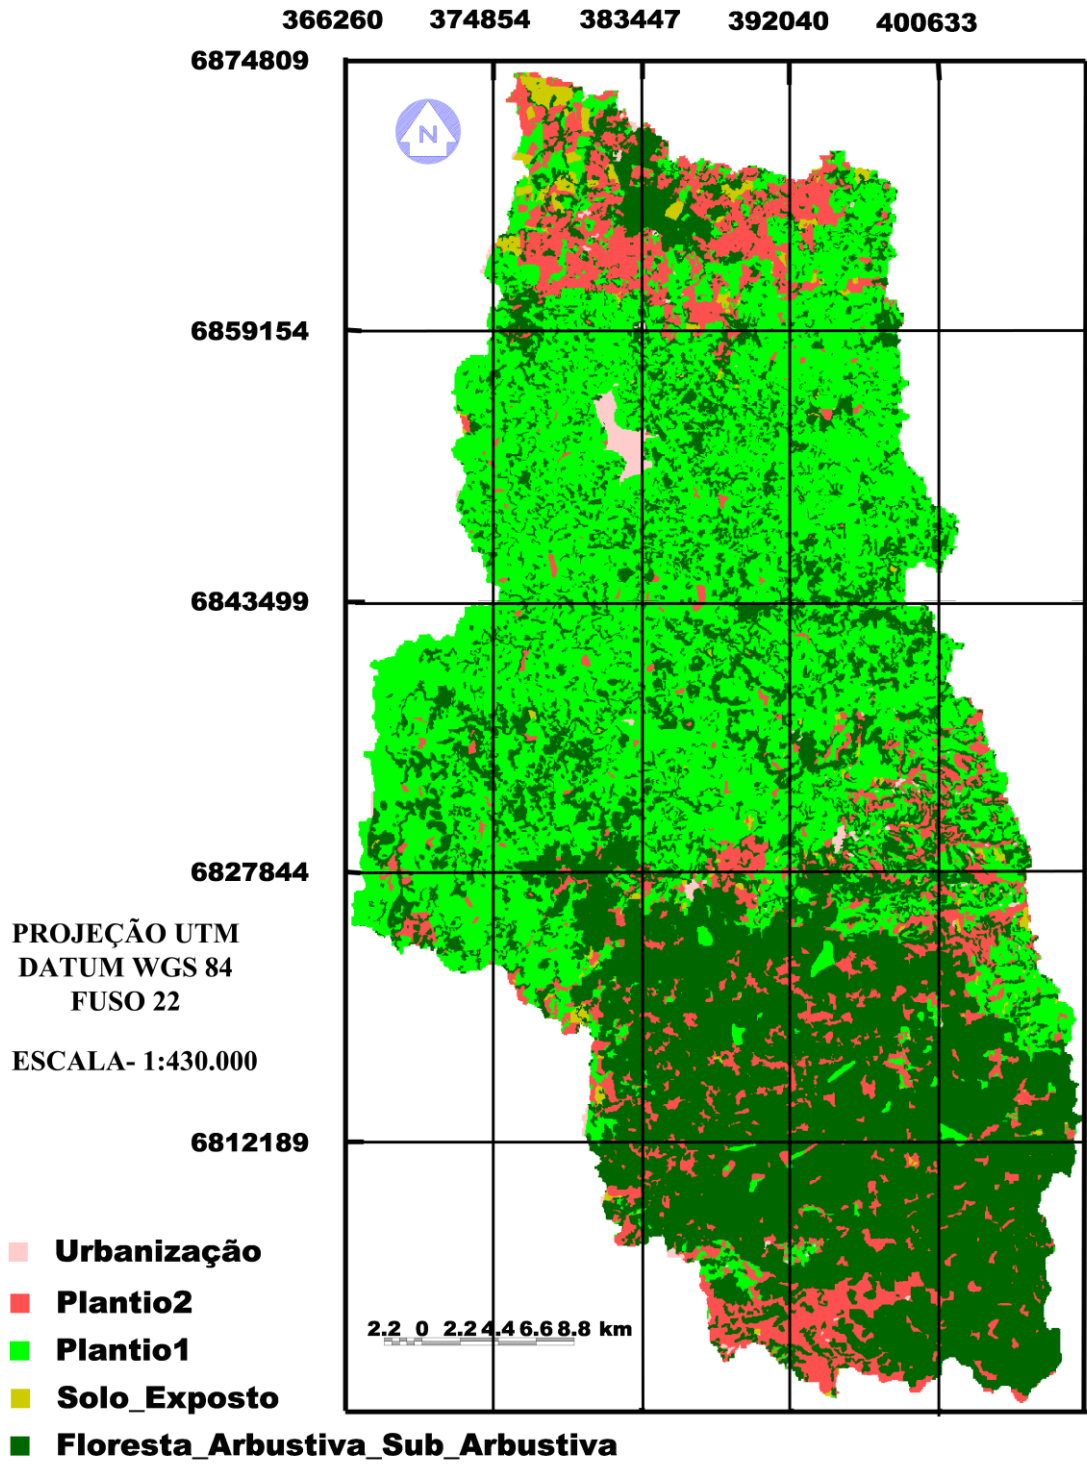 366260 374854 383447 392040 400633
6874809
N
6859154
6843499
6827844
PROJEÇÃO UTM
DATUM WGS 84
FUSO 22
ESCALA- 1:430.000
6812189
Urbanização
Plantio2
Plantio1
Solo_Exposto
Floresta_Arbustiva_Sub_Arbustiva
2.2 0 2.2 4.4 6.6 8.8 km